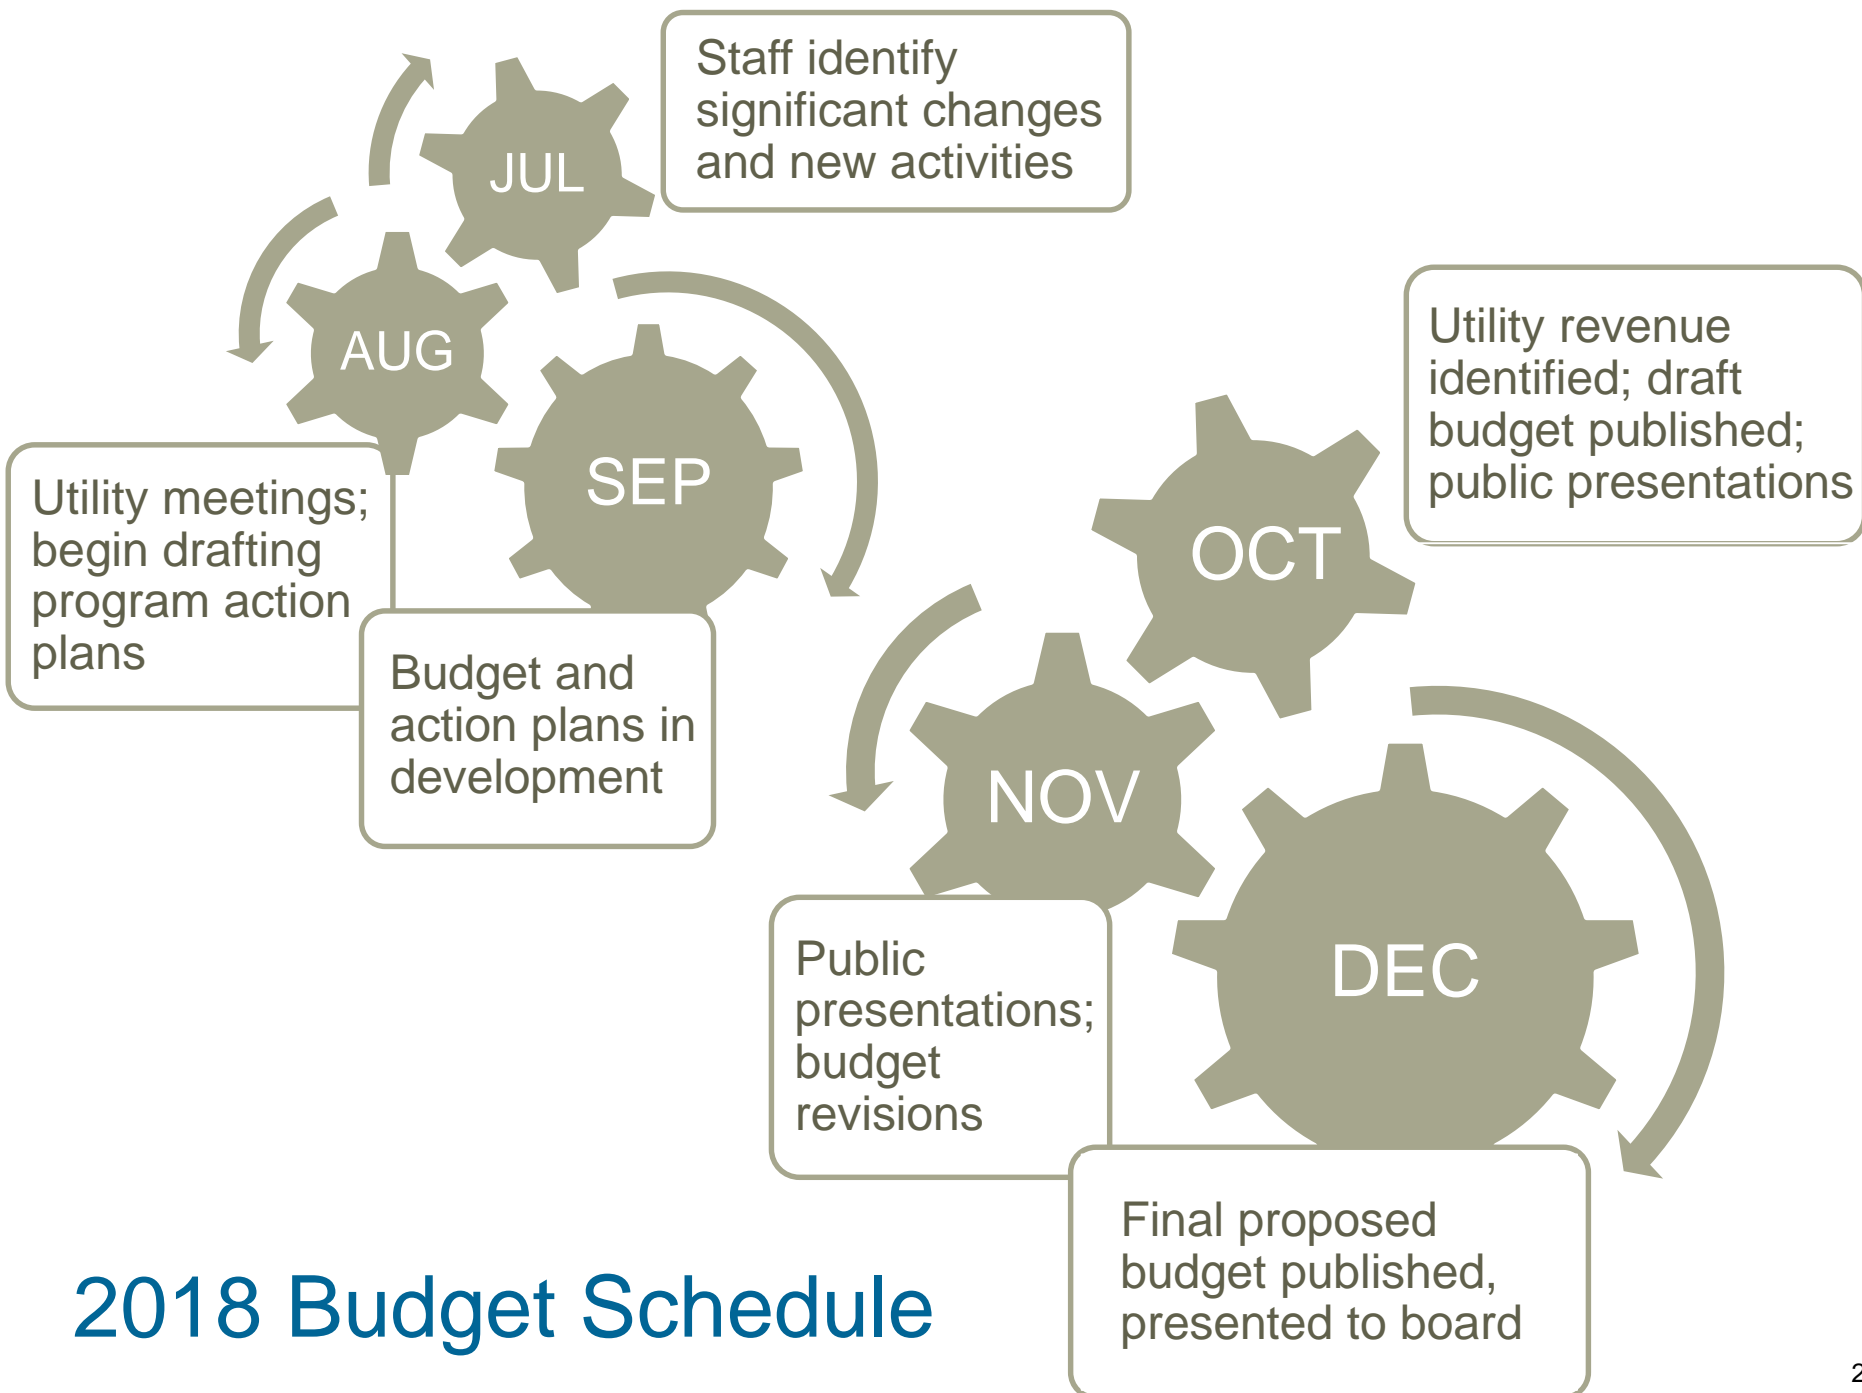 JUL
Staff identify
significant changes
and new activities
AUG
Utility meetings;
begin drafting
program action
plans
SEP
Budget and
action plans in
development
OCT
Utility revenue
identified; draft
budget published;
public presentations
NOV
Public
presentations;
budget
revisions
DEC
Final proposed
budget published,
presented to board
2018 Budget Schedule
2